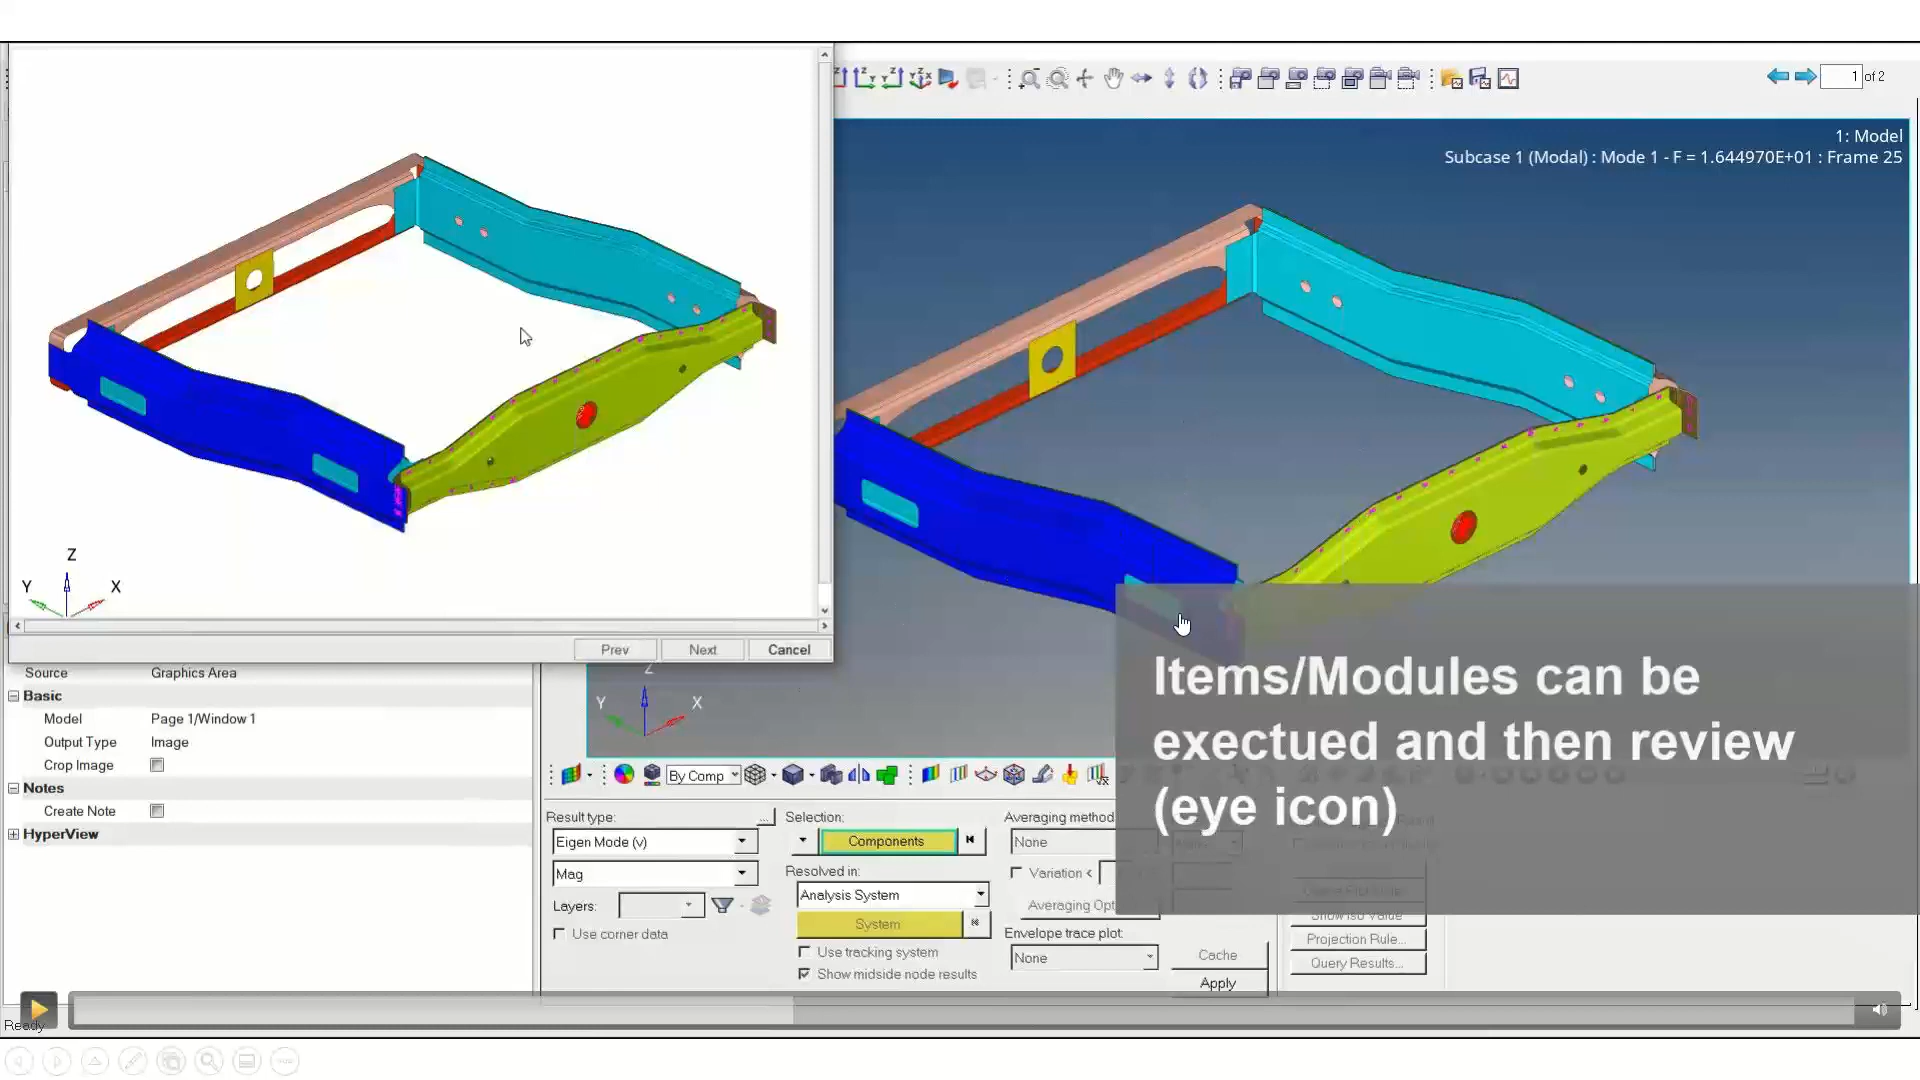 1 of 2
1: Model
Subcase 1 (Modal) : Mode 1 - F = 1.644970E+01 : Frame 25
Z
Y
X
Prev
Next
Cancel
Source
Graphics Area
Basic
Model
Page 1/Window 1
Output Type
Image
Crop Image
Notes
Create Note
HyperView
Z
Y
X
Items/Modules can be
exectued and then review
(eye icon)
By Comp
Result type:
Eigen Mode (v)
Mag
Layers:
Use corner data
Selection:
Components
Resolved in:
Analysis System
System
Use tracking system
Show midside node results
Averaging method
None
Variation <
Averaging Opt
Envelope trace plot:
None
Cache
Apply
Show Iso Value
Projection Rule...
Query Results...
Ready